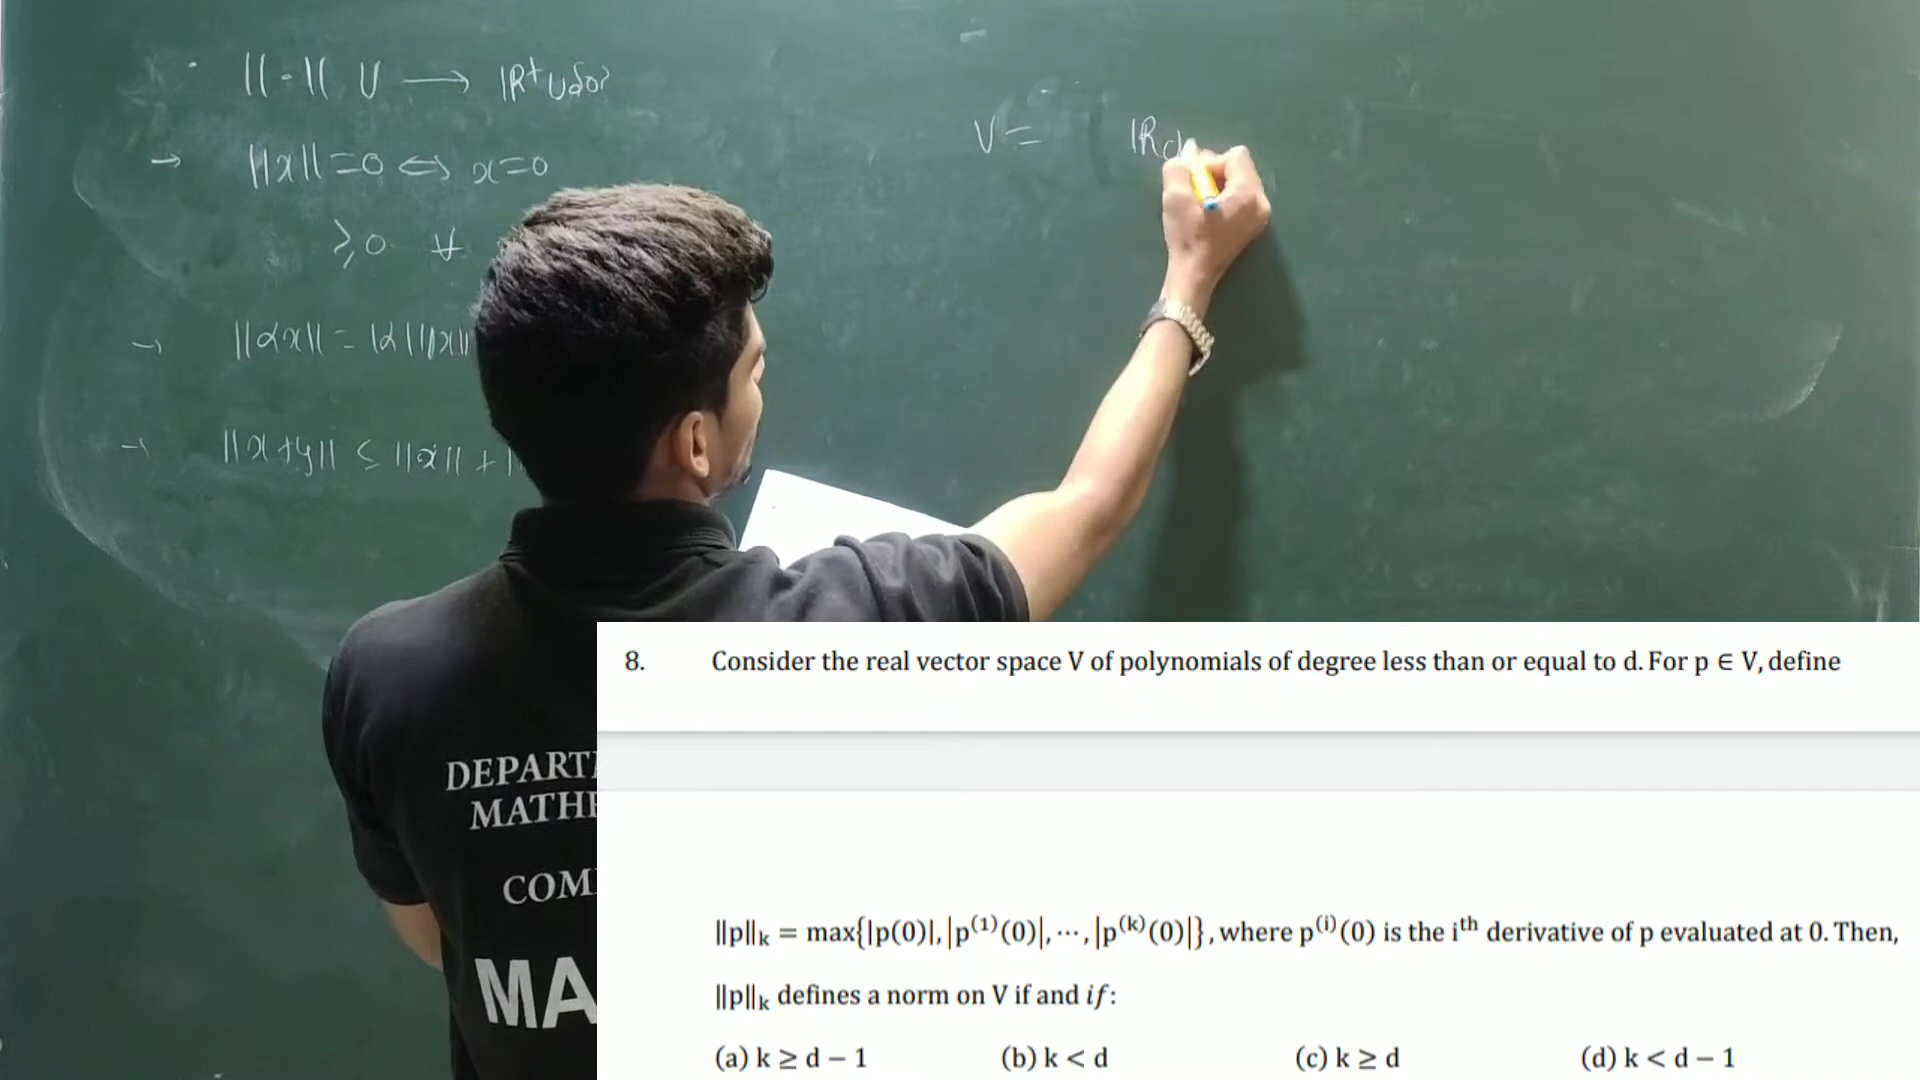 ||·|| V → ℝ⁺∪{0}
→ ||x||=0 ⇔ x=0
≥0 ∀
→ ||αx|| = |α| ||x||
→ ||x+y|| ≤ ||x|| +
V = ℝ
DEPART
MATHE
COM
MA
8. Consider the real vector space V of polynomials of degree less than or equal to d. For p ∈ V, define
‖p‖ₖ = max{|p(0)|, |p⁽¹⁾(0)|, ⋯, |p⁽ᵏ⁾(0)|}, where p⁽ⁱ⁾(0) is the iᵗʰ derivative of p evaluated at 0. Then,
‖p‖ₖ defines a norm on V if and if:
(a) k ≥ d − 1 (b) k < d (c) k ≥ d (d) k < d − 1